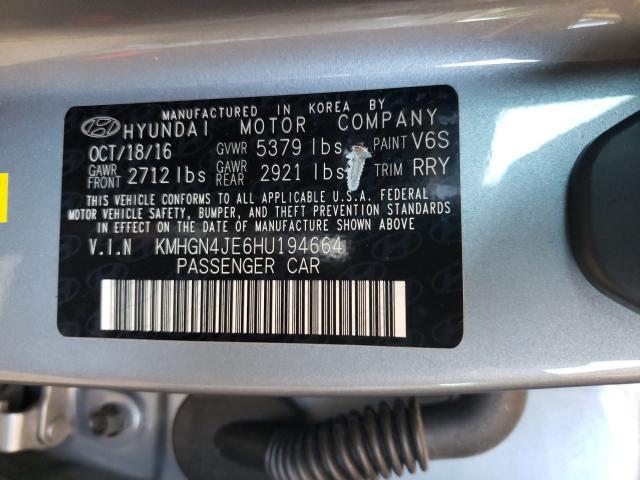 MANUFACTURED IN KOREA BY
HYUNDAI MOTOR COMPANY
OCT/18/16 GVWR 5379 lbs PAINT V6S
GAWR FRONT 2712 lbs GAWR REAR 2921 lbs TRIM RRY
THIS VEHICLE CONFORMS TO ALL APPLICABLE U.S.A. FEDERAL
MOTOR VEHICLE SAFETY, BUMPER, AND THEFT PREVENTION STANDARDS
IN EFFECT ON THE DATE OF MANUFACTURE SHOWN ABOVE.
V.I.N KMHGN4JE6HU194664
PASSENGER CAR